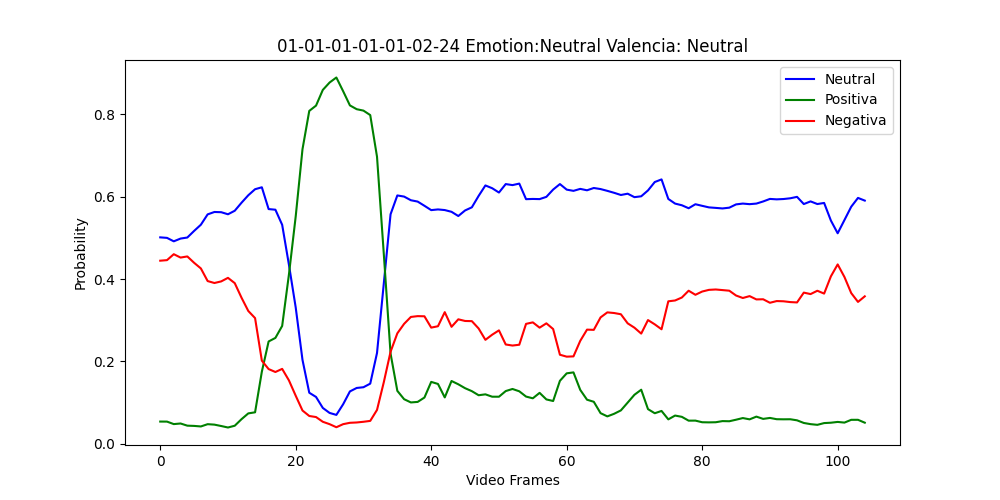 01-01-01-01-01-02-24 Emotion:Neutral Valencia: Neutral
Neutral
Positiva
Negativa
Probability
0.8
0.6
0.4
0.2
0.0
0 20 40 60 80 100
Video Frames